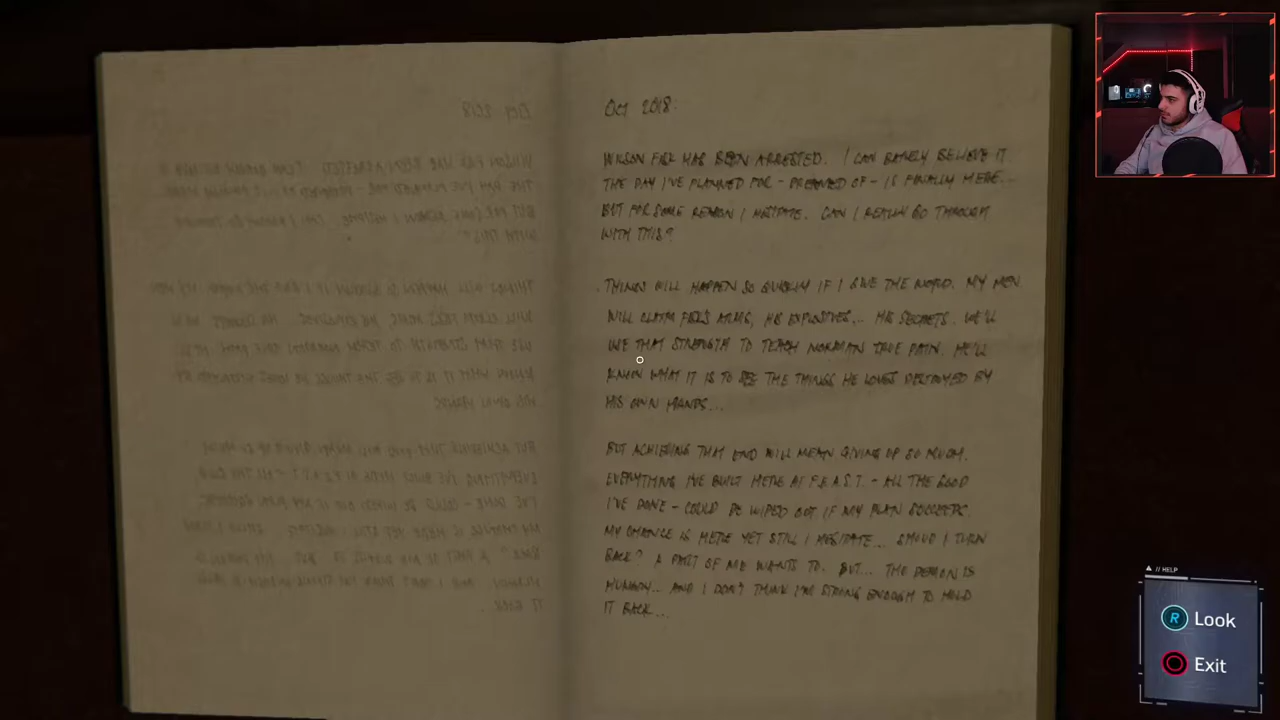 Oct 2018:
WILSON FISK HAS BEEN ARRESTED. I CAN BARELY BELIEVE IT.
THE DAY I'VE PLANNED FOR - DREAMED OF - IS FINALLY HERE...
BUT FOR SOME REASON I HESITATE. CAN I REALLY GO THROUGH
WITH THIS?
THINGS WILL HAPPEN SO QUICKLY IF I GIVE THE WORD. MY MEN
WILL CLAIM FISK'S ARMS, HIS EXPLOSIVES... HIS SECRETS. WE'LL
USE THAT STRENGTH TO TEACH NORMAN TRUE PAIN. HE'LL
KNOW WHAT IT IS TO SEE THE THINGS HE LOVES DESTROYED BY
HIS OWN HANDS...
BUT ACHIEVING THAT END WILL MEAN GIVING UP SO MUCH.
EVERYTHING I'VE BUILT HERE AT F.E.A.S.T. - ALL THE GOOD
I'VE DONE - COULD BE WIPED OUT IF MY PLAN SUCCEEDS.
MY CHANCE IS HERE YET STILL I HESITATE... SHOULD I TURN
BACK? A PART OF ME WANTS TO. BUT... THE DEMON IS
HUNGRY... AND I DON'T THINK I'M STRONG ENOUGH TO HOLD
IT BACK...
// HELP
R Look
Exit